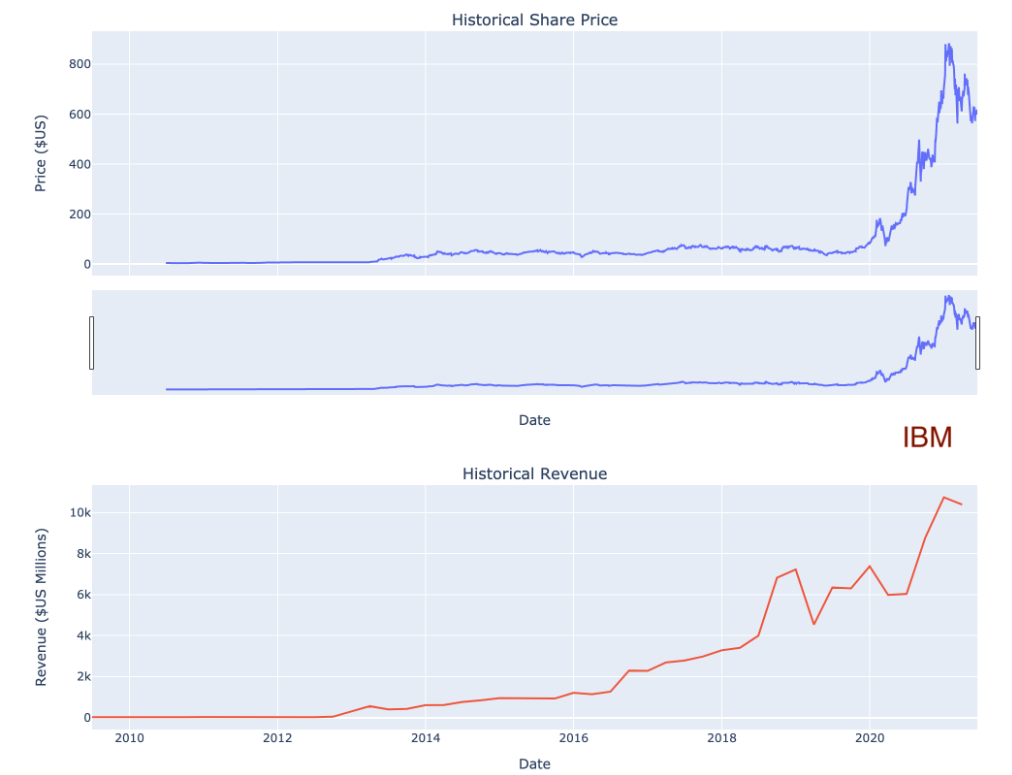 Historical Share Price
Price ($US)
800
600
400
200
0
Date
IBM
Historical Revenue
Revenue ($US Millions)
10k
8k
6k
4k
2k
0
2010 2012 2014 2016 2018 2020
Date